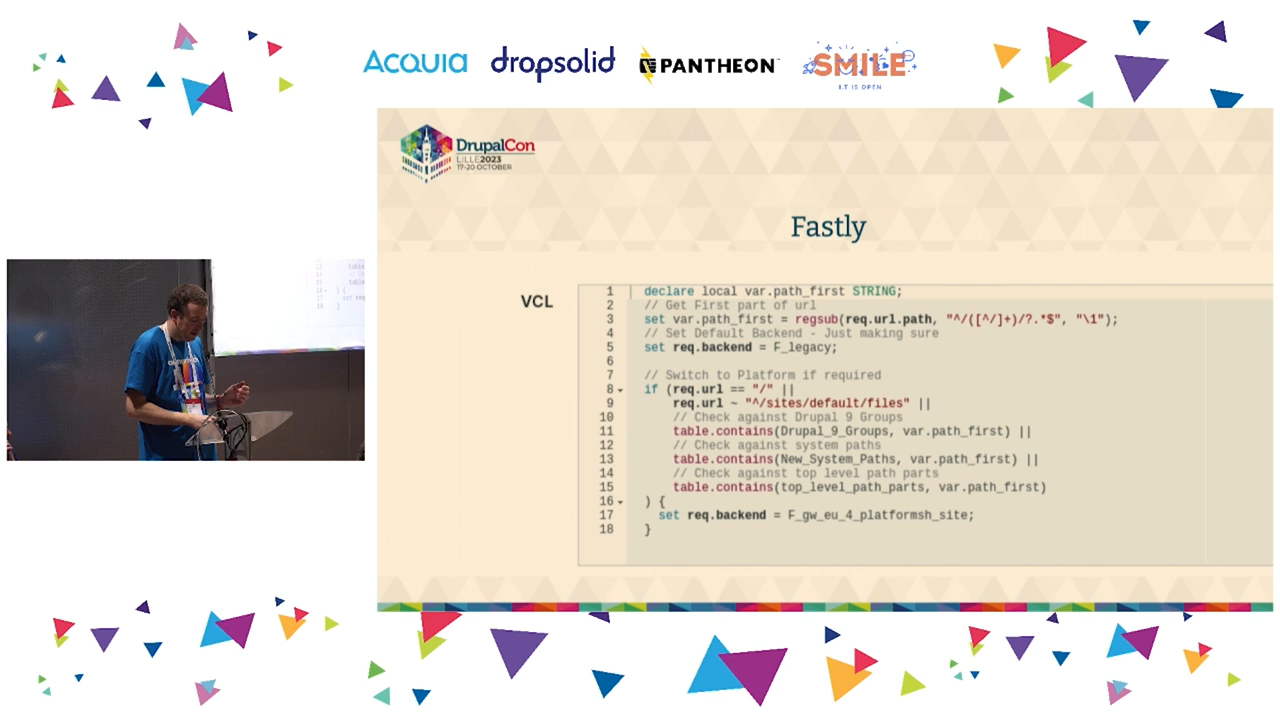 ACQUIA dropsolid PANTHEON SMILE
I.T IS OPEN
DrupalCon
LILLE2023
17-20 OCTOBER
Fastly
VCL
1 declare local var.path_first STRING;
2 // Get First part of url
3 set var.path_first = regsub(req.url.path, "^/([^/]+)/?.*$", "\1");
4 // Set Default Backend - Just making sure
5 set req.backend = F_legacy;
6
7 // Switch to Platform if required
8 if (req.url == "/" ||
9 req.url ~ "^/sites/default/files" ||
10 // Check against Drupal 9 Groups
11 table.contains(Drupal_9_Groups, var.path_first) ||
12 // Check against system paths
13 table.contains(New_System_Paths, var.path_first) ||
14 // Check against top level path parts
15 table.contains(top_level_path_parts, var.path_first)
16 ) {
17 set req.backend = F_gw_eu_4_platformsh_site;
18 }